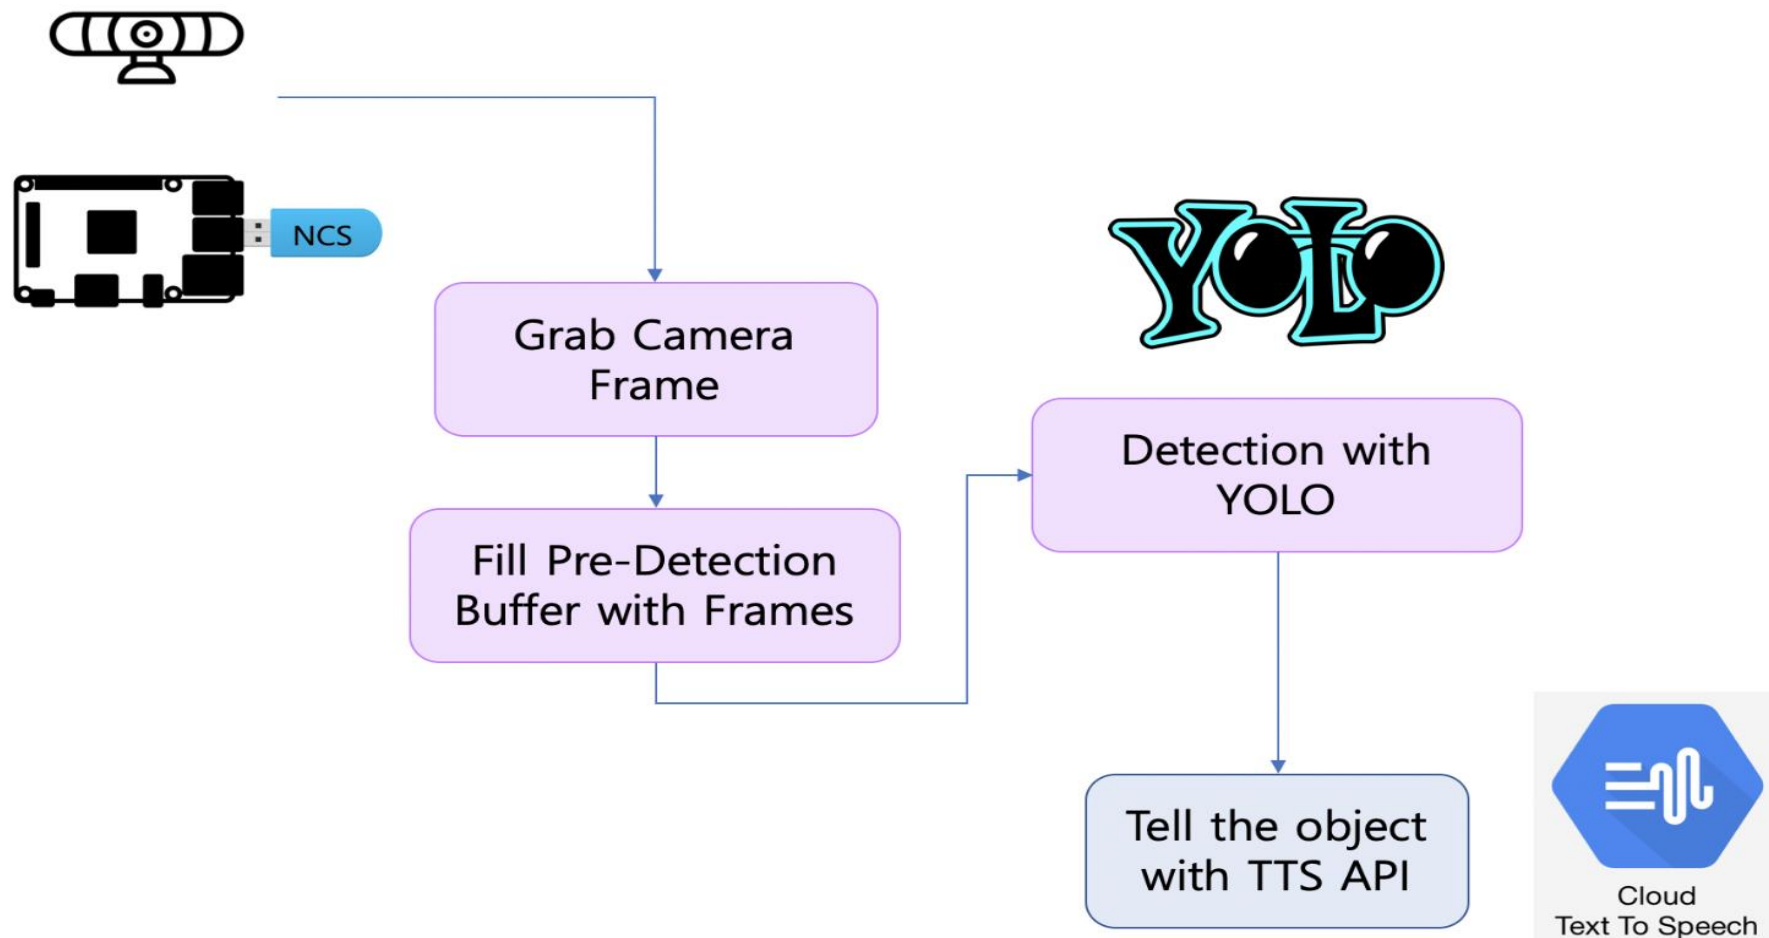 NCS
Grab Camera
Frame
Fill Pre-Detection
Buffer with Frames
YOLO
Detection with
YOLO
Tell the object
with TTS API
Cloud
Text To Speech